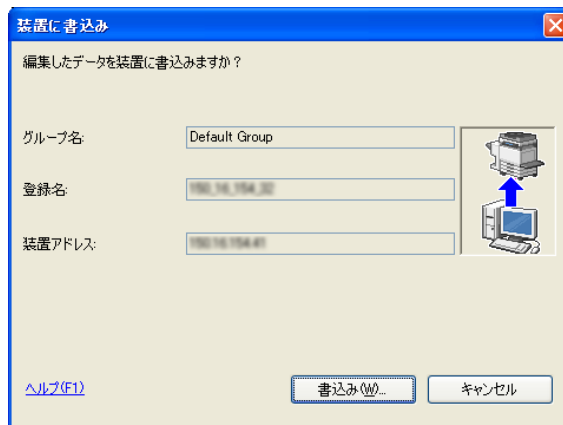 装置に書込み
編集したデータを装置に書込みますか？
グループ名: Default Group
登録名:
装置アドレス:
ヘルプ(F1)
書込み(W)...
キャンセル